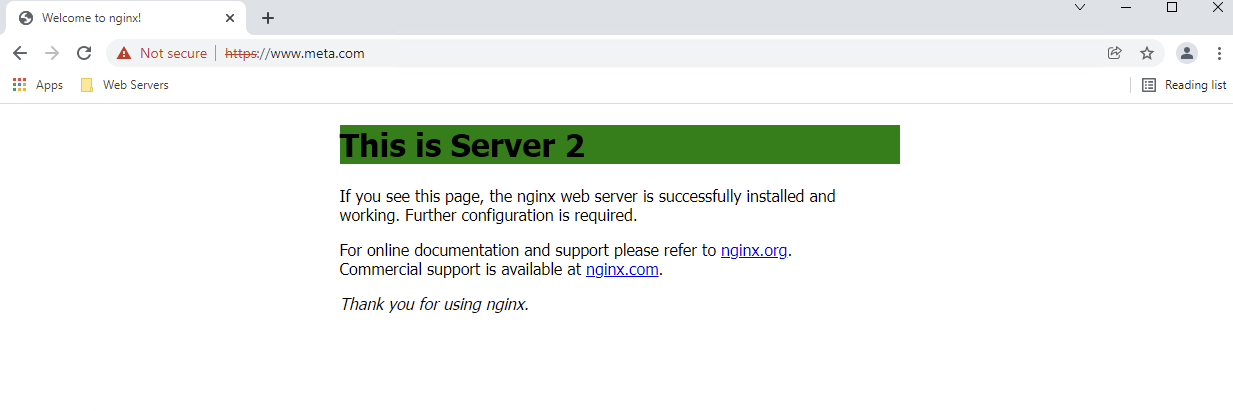 Welcome to nginx!
Not secure https://www.meta.com
Apps Web Servers Reading list
This is Server 2
If you see this page, the nginx web server is successfully installed and
working. Further configuration is required.
For online documentation and support please refer to nginx.org.
Commercial support is available at nginx.com.
Thank you for using nginx.